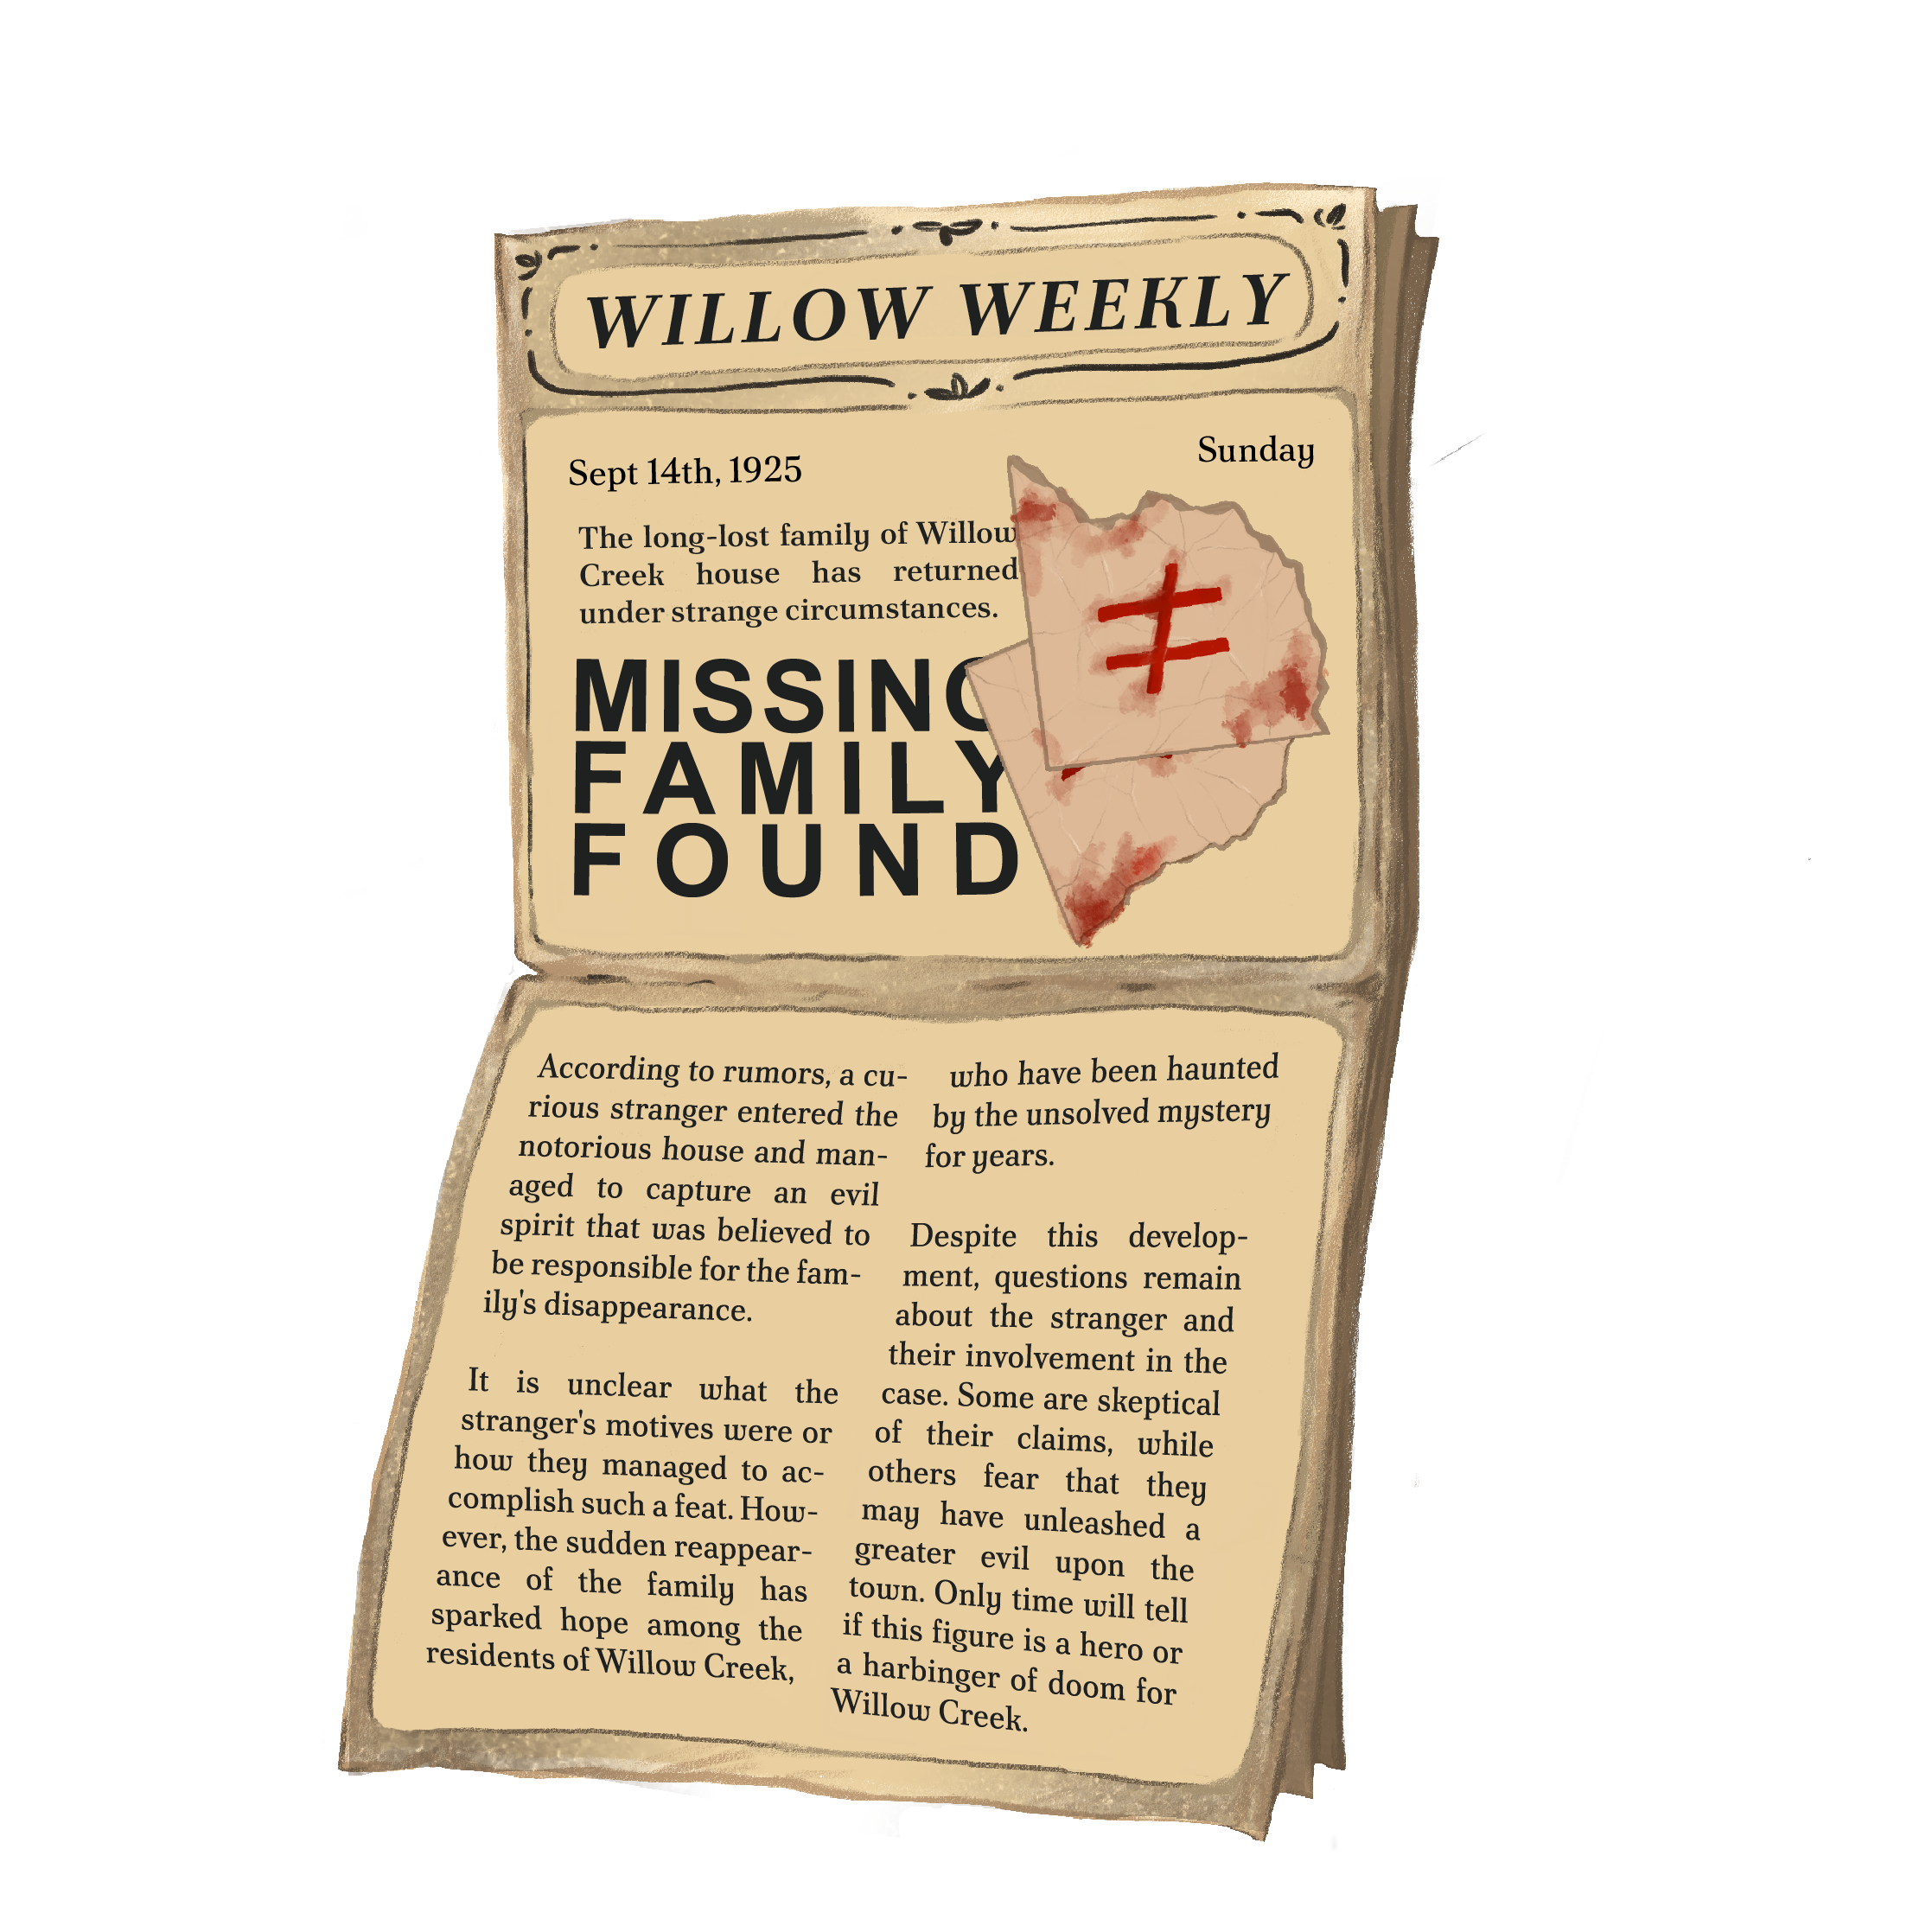 WILLOW WEEKLY
Sept 14th, 1925
Sunday
The long-lost family of Willow
Creek house has returned
under strange circumstances.
≠
MISSING
FAMILY
FOUND
According to rumors, a cu-
rious stranger entered the
notorious house and man-
aged to capture an evil
spirit that was believed to
be responsible for the fam-
ily's disappearance.
It is unclear what the
stranger's motives were or
how they managed to ac-
complish such a feat. How-
ever, the sudden reappear-
ance of the family has
sparked hope among the
residents of Willow Creek,
who have been haunted
by the unsolved mystery
for years.
Despite this develop-
ment, questions remain
about the stranger and
their involvement in the
case. Some are skeptical
of their claims, while
others fear that they
may have unleashed a
greater evil upon the
town. Only time will tell
if this figure is a hero or
a harbinger of doom for
Willow Creek.